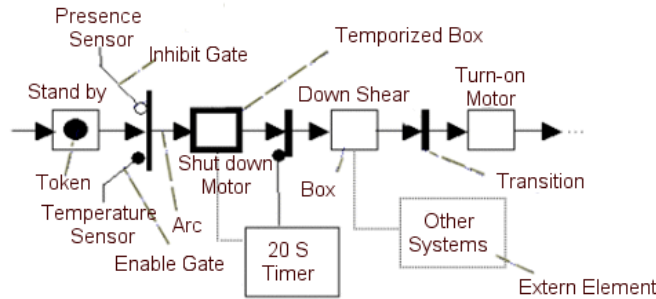 Presence
Sensor
Inhibit Gate
Temporized Box
Stand by
Down Shear
Turn-on
Motor
Token
Shut down
Motor
Temperature
Sensor
Arc
Box
Transition
Enable Gate
20 S
Timer
Other
Systems
Extern Element